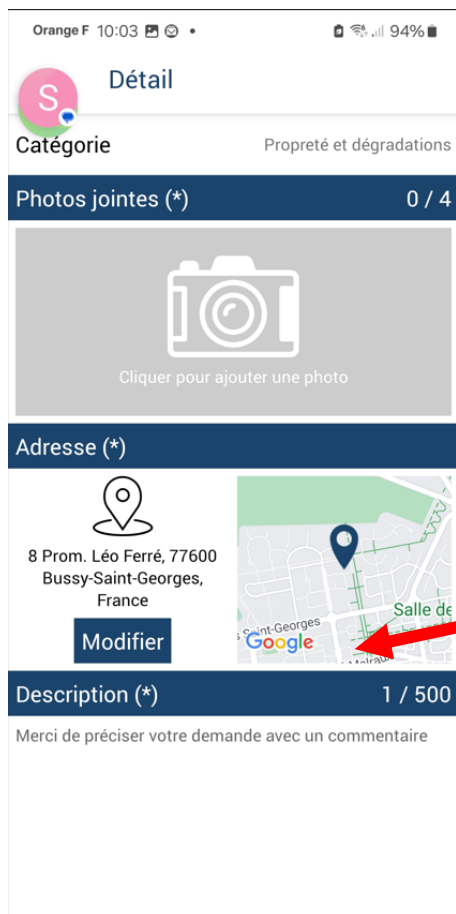 Orange F 10:03
94%
S
Détail
Catégorie
Propreté et dégradations
Photos jointes (*)
0 / 4
Cliquer pour ajouter une photo
Adresse (*)
8 Prom. Léo Ferré, 77600
Bussy-Saint-Georges,
France
Modifier
Salle de
Saint-Georges
Google
Malraux
Description (*)
1 / 500
Merci de préciser votre demande avec un commentaire